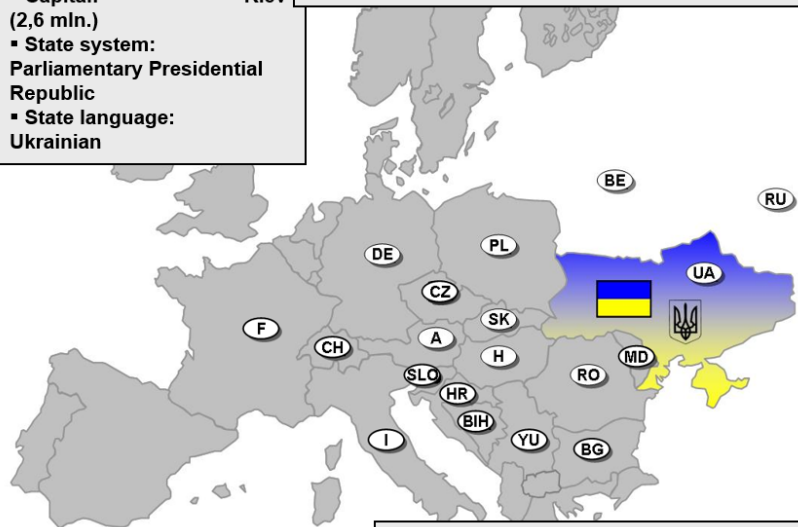 (2,6 mln.)
▪ State system:
Parliamentary Presidential
Republic
▪ State language:
Ukrainian
BE
RU
PL
DE
UA
CZ
SK
F
A
CH
H
MD
SLO
RO
HR
BIH
I
YU
BG